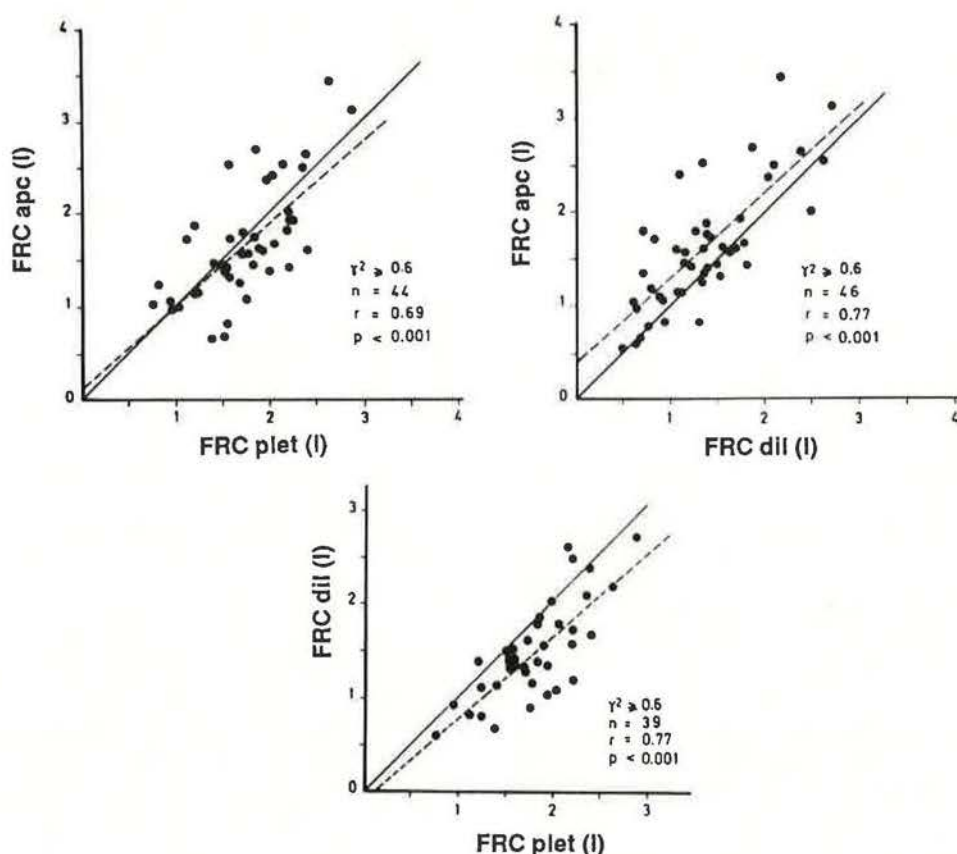 4
3
2
1
0
FRC apc (l)
1
2
3
4
FRC plet (l)
γ² ⩾ 0.6
n = 44
r = 0.69
p < 0.001
4
3
2
1
0
FRC apc (l)
1
2
3
4
FRC dil (l)
γ² ⩾ 0.6
n = 46
r = 0.77
p < 0.001
3
2
1
0
FRC dil (l)
1
2
3
FRC plet (l)
γ² ⩾ 0.6
n = 39
r = 0.77
p < 0.001